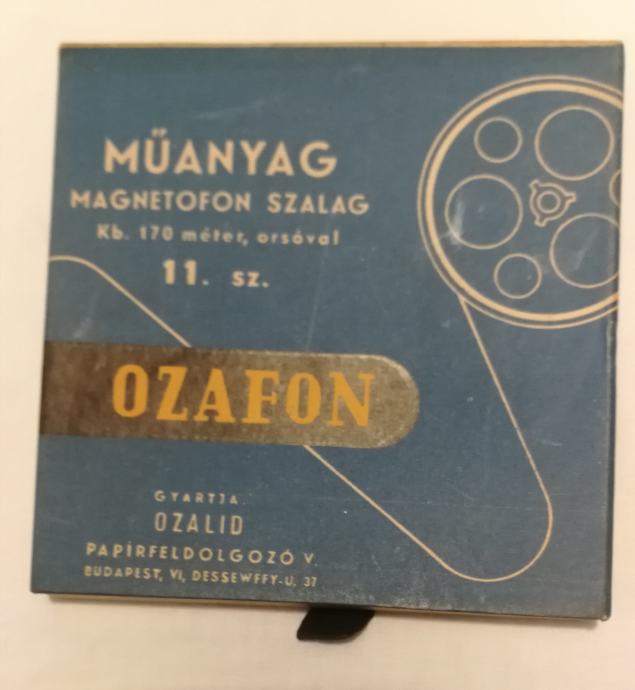 MŰANYAG
MAGNETOFON SZALAG
Kb. 170 méter, orsóval
11. sz.
OZAFON
GYARTJA
OZALID
PAPÍRFELDOLGOZÓ V.
BUDAPEST, VI, DESSEWFFY-U. 37